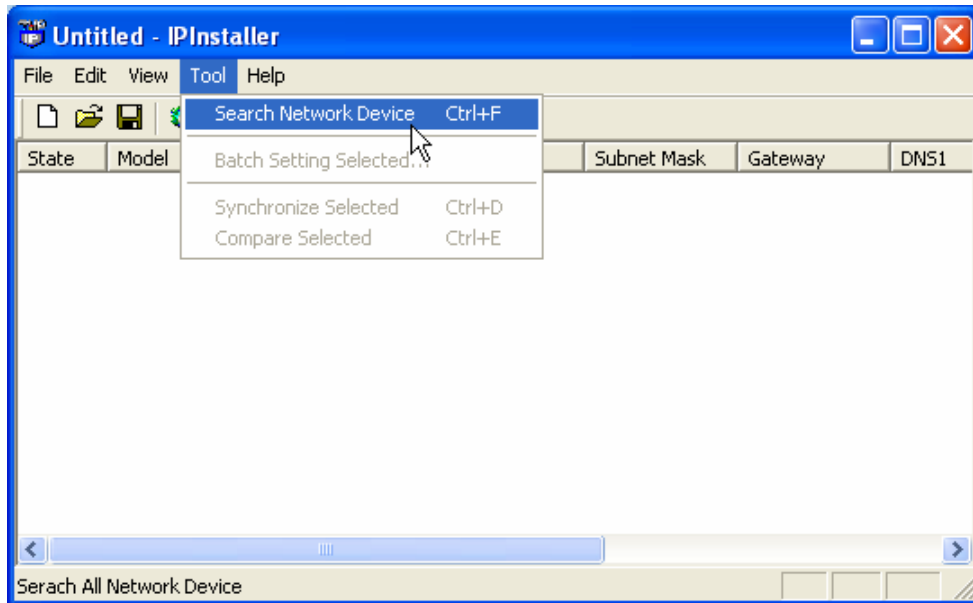 Untitled - IPInstaller
File Edit View Tool Help
Search Network Device Ctrl+F
State Model Subnet Mask Gateway DNS1
Batch Setting Selected...
Synchronize Selected Ctrl+D
Compare Selected Ctrl+E
Serach All Network Device